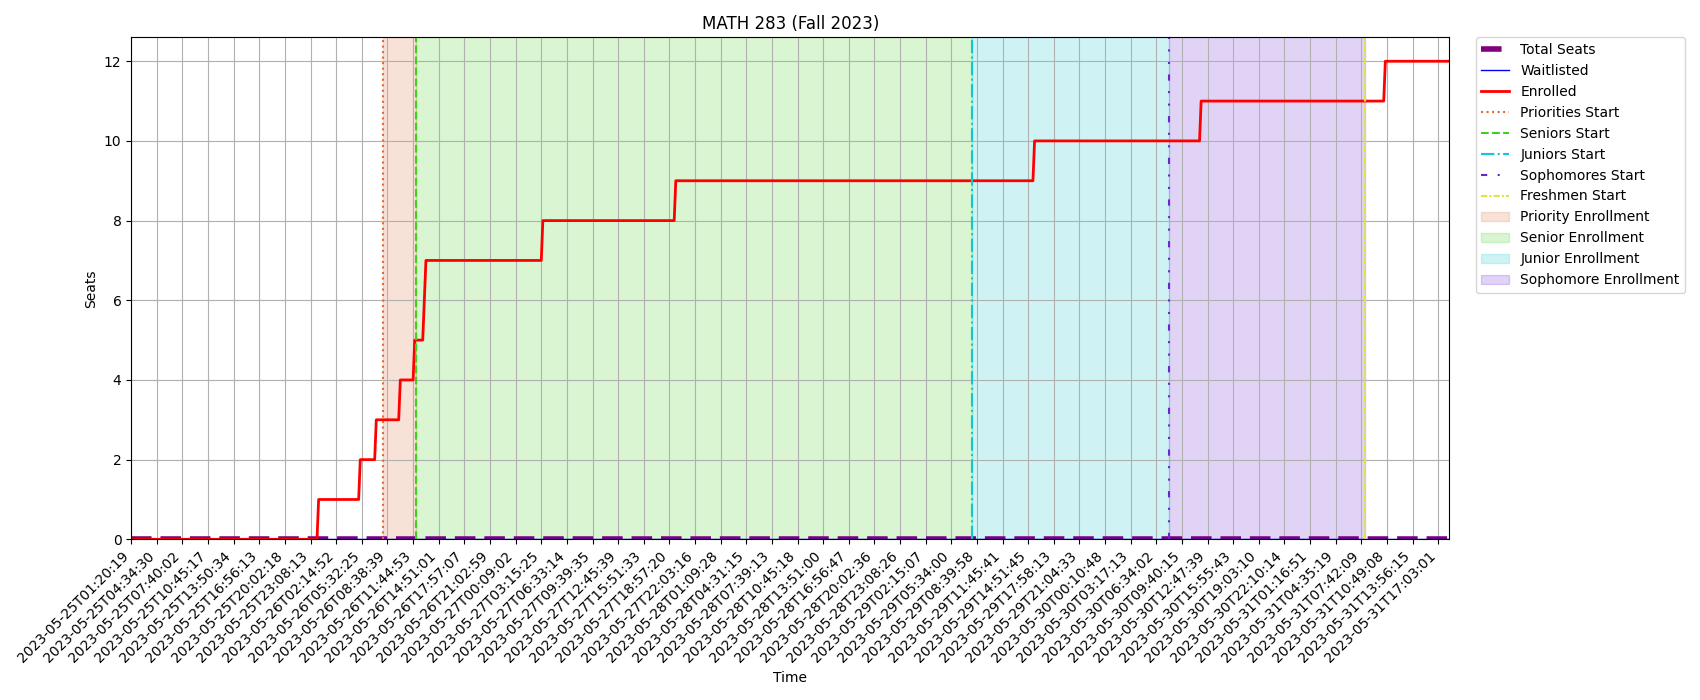 MATH 283 (Fall 2023)
12
10
8
6
4
2
0
Seats
2023-05-25T01:20:19
2023-05-25T04:34:30
2023-05-25T07:40:02
2023-05-25T10:45:17
2023-05-25T13:50:34
2023-05-25T16:56:13
2023-05-25T20:02:18
2023-05-25T23:08:13
2023-05-26T02:14:52
2023-05-26T05:32:25
2023-05-26T08:38:39
2023-05-26T11:44:53
2023-05-26T14:51:01
2023-05-26T17:57:07
2023-05-26T21:02:59
2023-05-27T00:09:02
2023-05-27T03:15:25
2023-05-27T06:33:14
2023-05-27T09:39:35
2023-05-27T12:45:39
2023-05-27T15:51:33
2023-05-27T18:57:20
2023-05-27T22:03:16
2023-05-28T01:09:28
2023-05-28T04:31:15
2023-05-28T07:39:13
2023-05-28T10:45:18
2023-05-28T13:51:00
2023-05-28T16:56:47
2023-05-28T20:02:36
2023-05-28T23:08:26
2023-05-29T02:15:07
2023-05-29T05:34:00
2023-05-29T08:39:58
2023-05-29T11:45:41
2023-05-29T14:51:45
2023-05-29T17:58:13
2023-05-29T21:04:33
2023-05-30T00:10:48
2023-05-30T03:17:13
2023-05-30T06:34:02
2023-05-30T09:40:15
2023-05-30T12:47:39
2023-05-30T15:55:43
2023-05-30T19:03:10
2023-05-30T22:10:14
2023-05-31T01:16:51
2023-05-31T04:35:19
2023-05-31T07:42:09
2023-05-31T10:49:08
2023-05-31T13:56:15
2023-05-31T17:03:01
Time
Total Seats
Waitlisted
Enrolled
Priorities Start
Seniors Start
Juniors Start
Sophomores Start
Freshmen Start
Priority Enrollment
Senior Enrollment
Junior Enrollment
Sophomore Enrollment